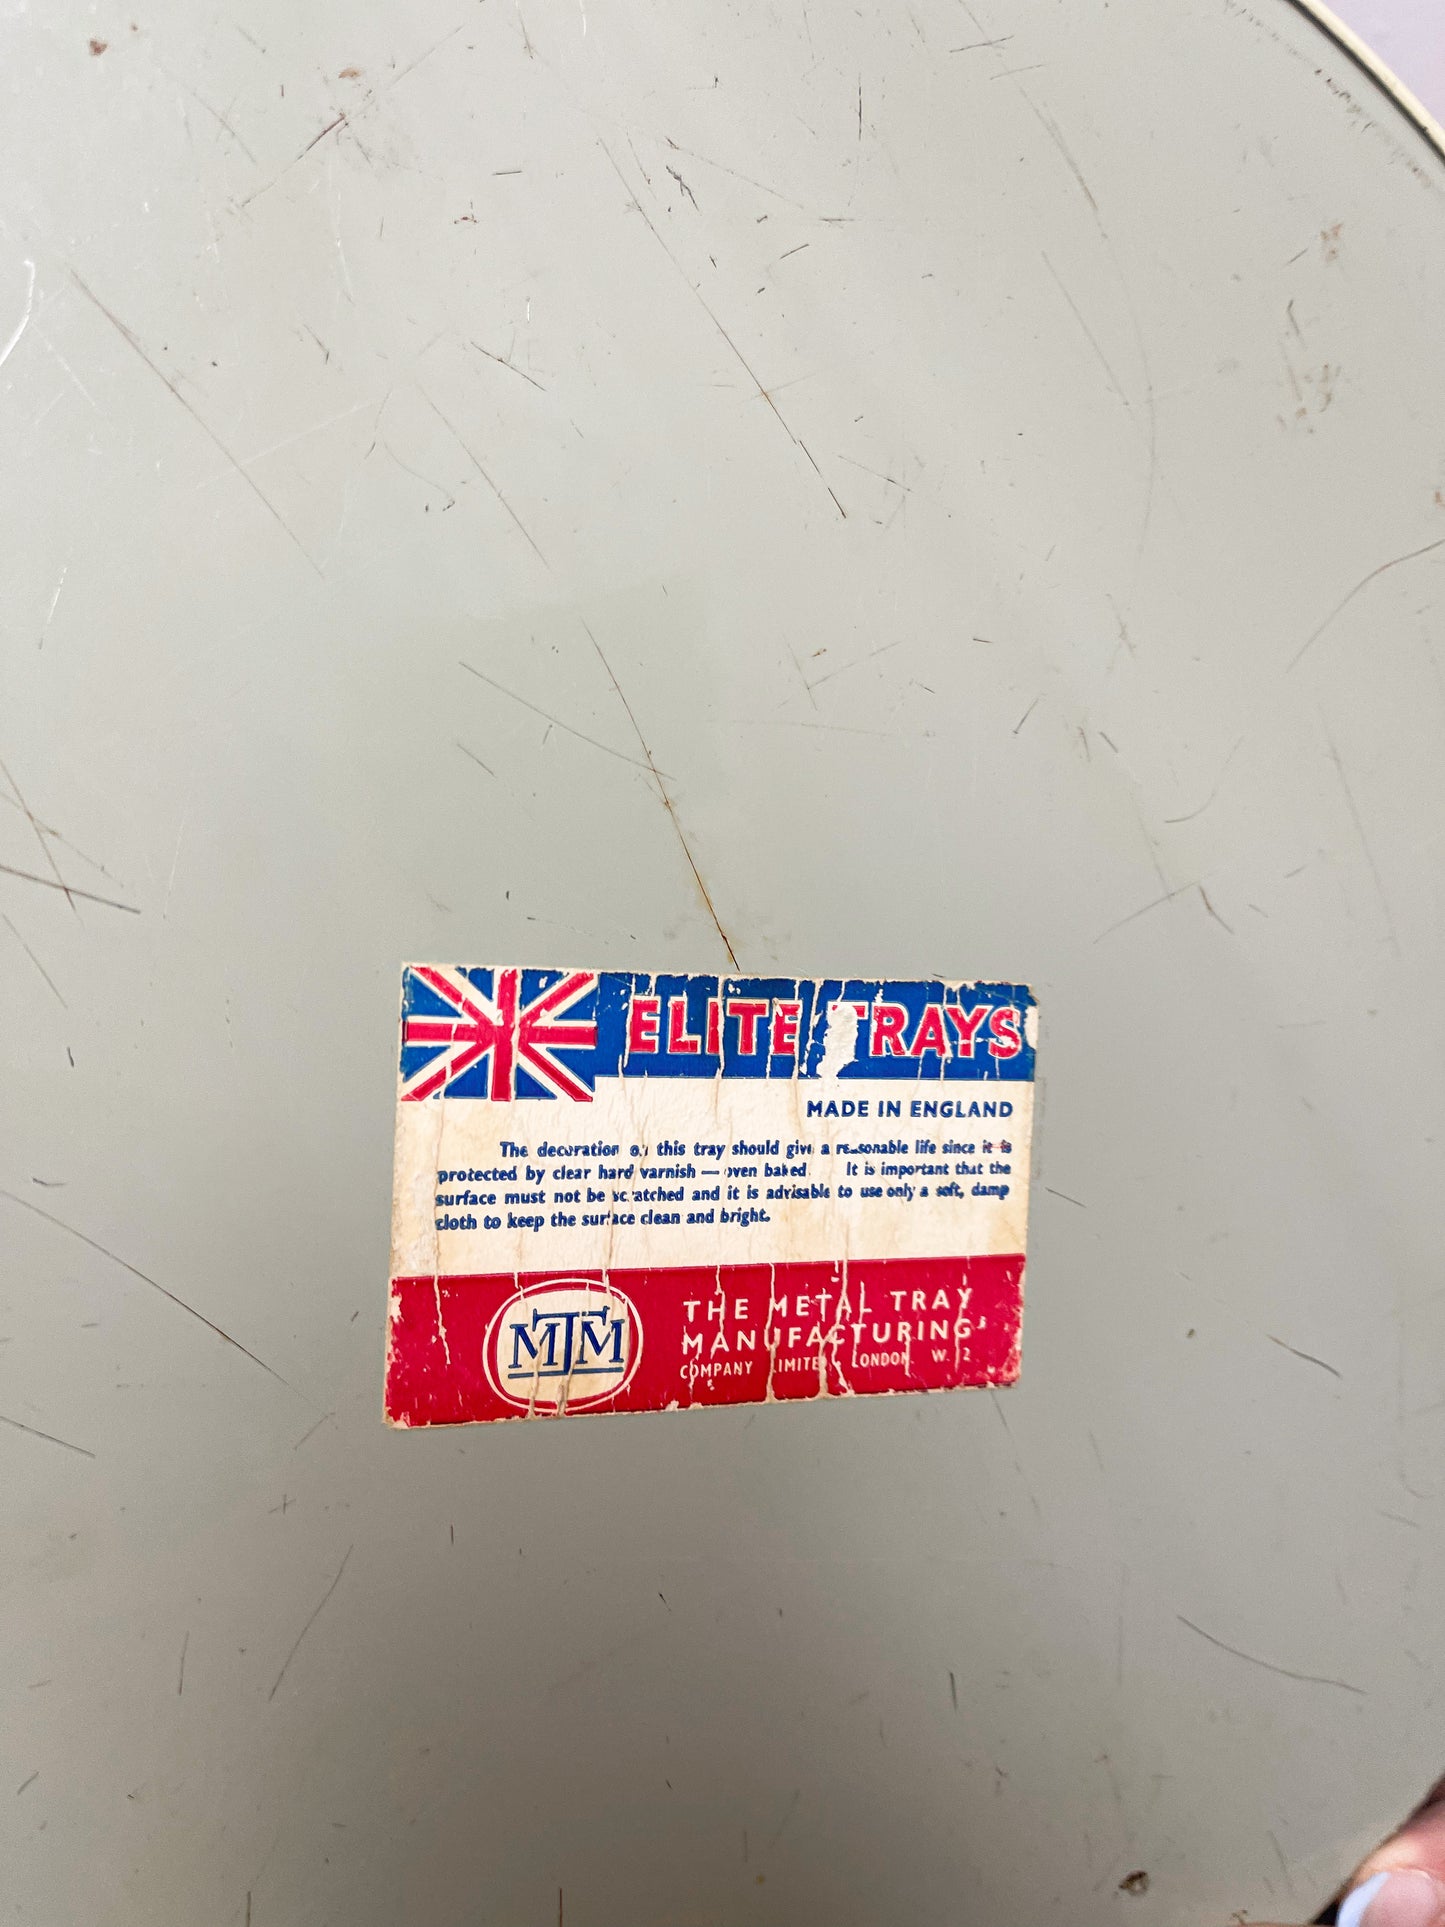 ELITE TRAYS
MADE IN ENGLAND
The decoration on this tray should give a reasonable life since it is
protected by clear hard varnish — oven baked. It is important that the
surface must not be scratched and it is advisable to use only a soft, damp
cloth to keep the surface clean and bright.
MTM
THE METAL TRAY
MANUFACTURING
COMPANY LIMITED, LONDON. W. 2